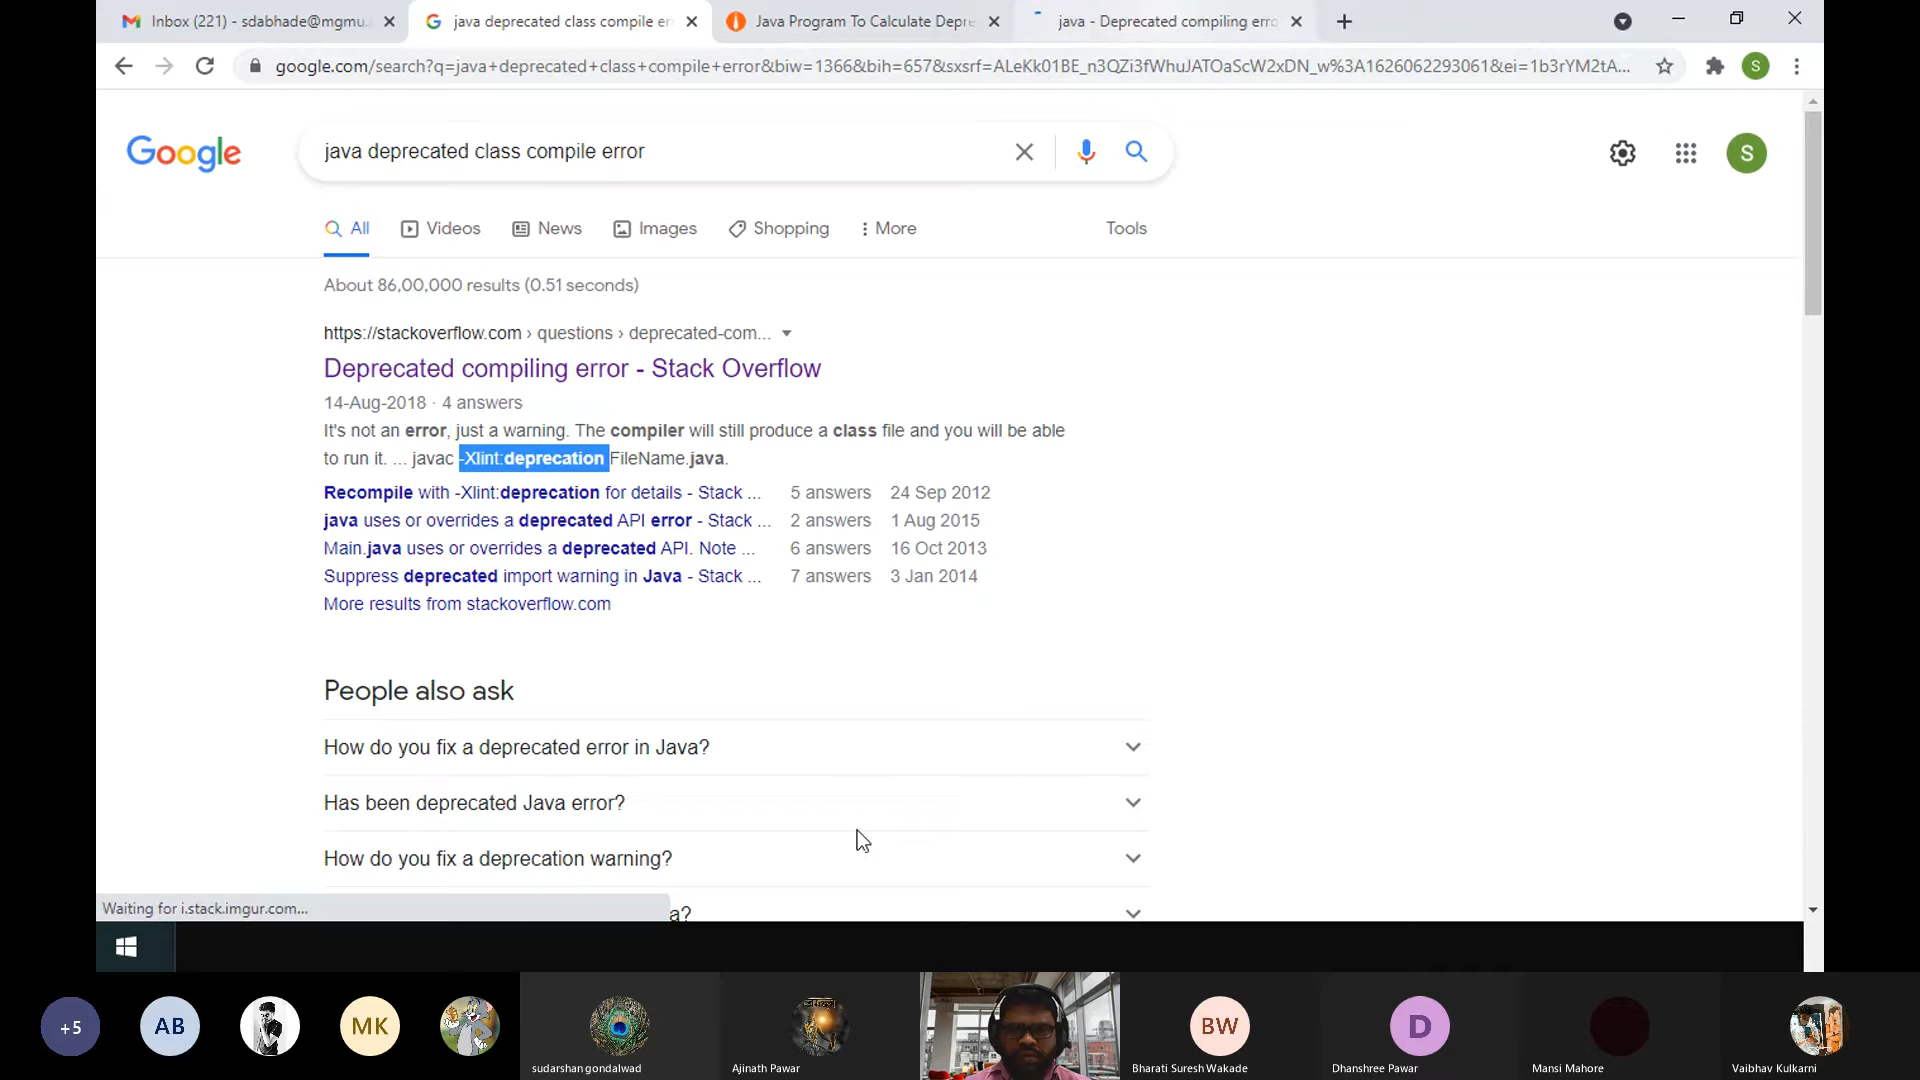 Inbox (221) - sdabhade@mgmu.
java deprecated class compile er
Java Program To Calculate Depre
java - Deprecated compiling erro
google.com/search?q=java+deprecated+class+compile+error&biw=1366&bih=657&sxsrf=ALeKk01BE_n3QZi3fWhuJATOaScW2xDN_w%3A1626062293061&ei=1b3rYM2tA...
S
Google
java deprecated class compile error
S
All
Videos
News
Images
Shopping
More
Tools
About 86,00,000 results (0.51 seconds)
https://stackoverflow.com › questions › deprecated-com...
Deprecated compiling error - Stack Overflow
14-Aug-2018 · 4 answers
It's not an error, just a warning. The compiler will still produce a class file and you will be able
to run it. ... javac -Xlint:deprecation FileName.java.
Recompile with -Xlint:deprecation for details - Stack ... 5 answers 24 Sep 2012
java uses or overrides a deprecated API error - Stack ... 2 answers 1 Aug 2015
Main.java uses or overrides a deprecated API. Note ... 6 answers 16 Oct 2013
Suppress deprecated import warning in Java - Stack ... 7 answers 3 Jan 2014
More results from stackoverflow.com
People also ask
How do you fix a deprecated error in Java?
Has been deprecated Java error?
How do you fix a deprecation warning?
a?
Waiting for i.stack.imgur.com...
+5
AB
MK
BW
D
sudarshan gondalwad
Ajinath Pawar
Bharati Suresh Wakade
Dhanshree Pawar
Mansi Mahore
Vaibhav Kulkarni